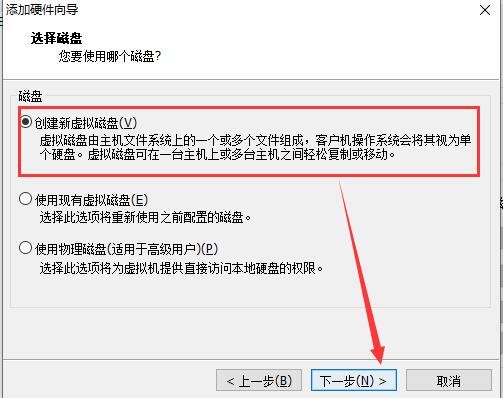 添加硬件向导
选择磁盘
您要使用哪个磁盘?
磁盘
创建新虚拟磁盘(V)
虚拟磁盘由主机文件系统上的一个或多个文件组成，客户机操作系统会将其视为单
个硬盘。虚拟磁盘可在一台主机上或多台主机之间轻松复制或移动。
使用现有虚拟磁盘(E)
选择此选项将重新使用之前配置的磁盘。
使用物理磁盘(适用于高级用户)(P)
选择此选项将为虚拟机提供直接访问本地硬盘的权限。
< 上一步(B) 下一步(N) > 取消